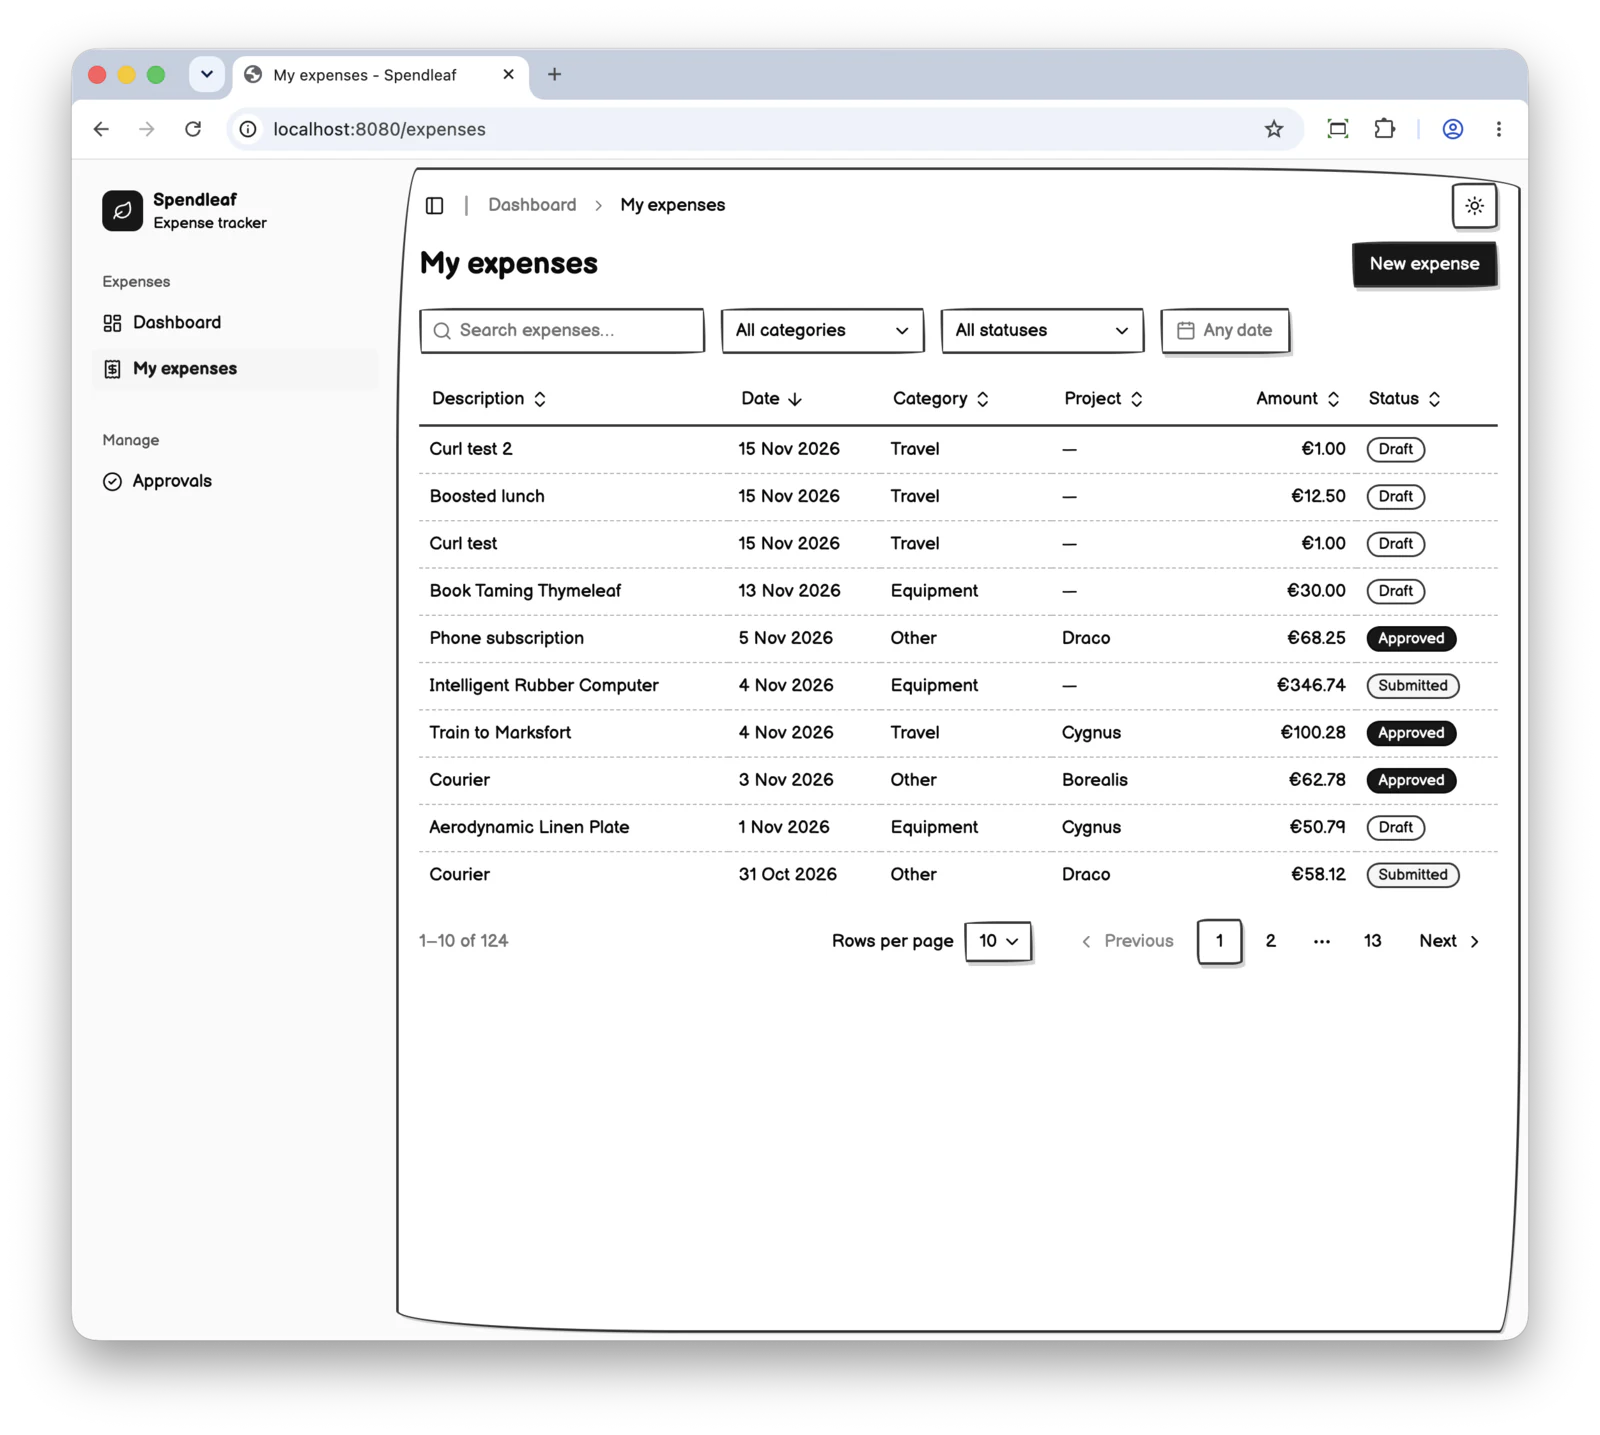 My expenses - Spendleaf
localhost:8080/expenses
Spendleaf
Expense tracker
Expenses
Dashboard
My expenses
Manage
Approvals
Dashboard > My expenses
My expenses
New expense
Search expenses...
All categories
All statuses
Any date
Description Date Category Project Amount Status
Curl test 2 15 Nov 2026 Travel — €1.00 Draft
Boosted lunch 15 Nov 2026 Travel — €12.50 Draft
Curl test 15 Nov 2026 Travel — €1.00 Draft
Book Taming Thymeleaf 13 Nov 2026 Equipment — €30.00 Draft
Phone subscription 5 Nov 2026 Other Draco €68.25 Approved
Intelligent Rubber Computer 4 Nov 2026 Equipment — €346.74 Submitted
Train to Marksfort 4 Nov 2026 Travel Cygnus €100.28 Approved
Courier 3 Nov 2026 Other Borealis €62.78 Approved
Aerodynamic Linen Plate 1 Nov 2026 Equipment Cygnus €50.79 Draft
Courier 31 Oct 2026 Other Draco €58.12 Submitted
1–10 of 124 Rows per page 10 Previous 1 2 ... 13 Next